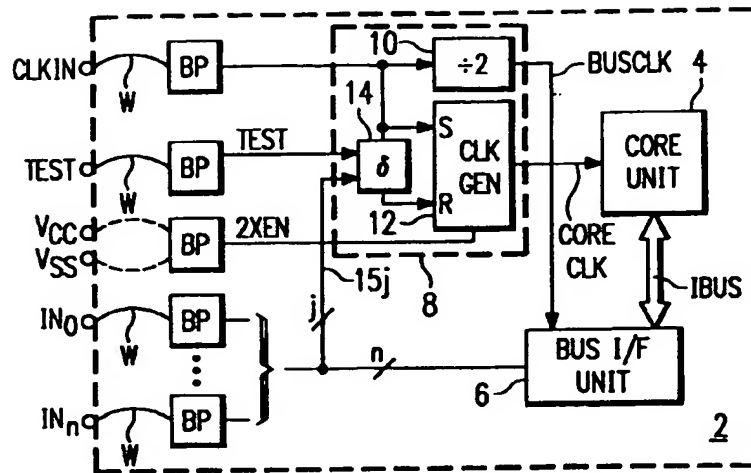 CLKIN
W
BP
10
÷2
BUSCLK
4
14
TEST
W
BP
TEST
δ
S
CLK
GEN
R
12
CORE
UNIT
VCC
VSS
BP
2XEN
15j
8
CORE
CLK
IBUS
IN0
W
BP
j
n
BUS I/F
UNIT
6
INn
W
BP
2